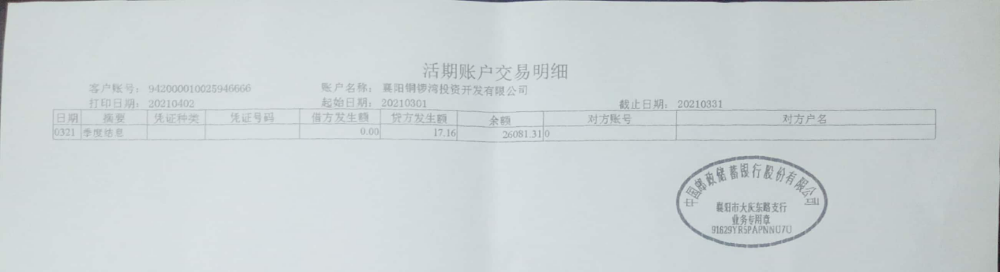 活期账户交易明细
客户账号： 942000010025946666 账户名称： 襄阳铜锣湾投资开发有限公司
打印日期： 20210402 起始日期： 20210301 截止日期： 20210331
日期 摘要 凭证种类 凭证号码 借方发生额 贷方发生额 余额 对方账号 对方户名
0321 季度结息 0.00 17.16 26081.31 0
中国邮政储蓄银行股份有限公司
襄阳市大庆东路支行
业务专用章
91629YR5PAPNNU7U